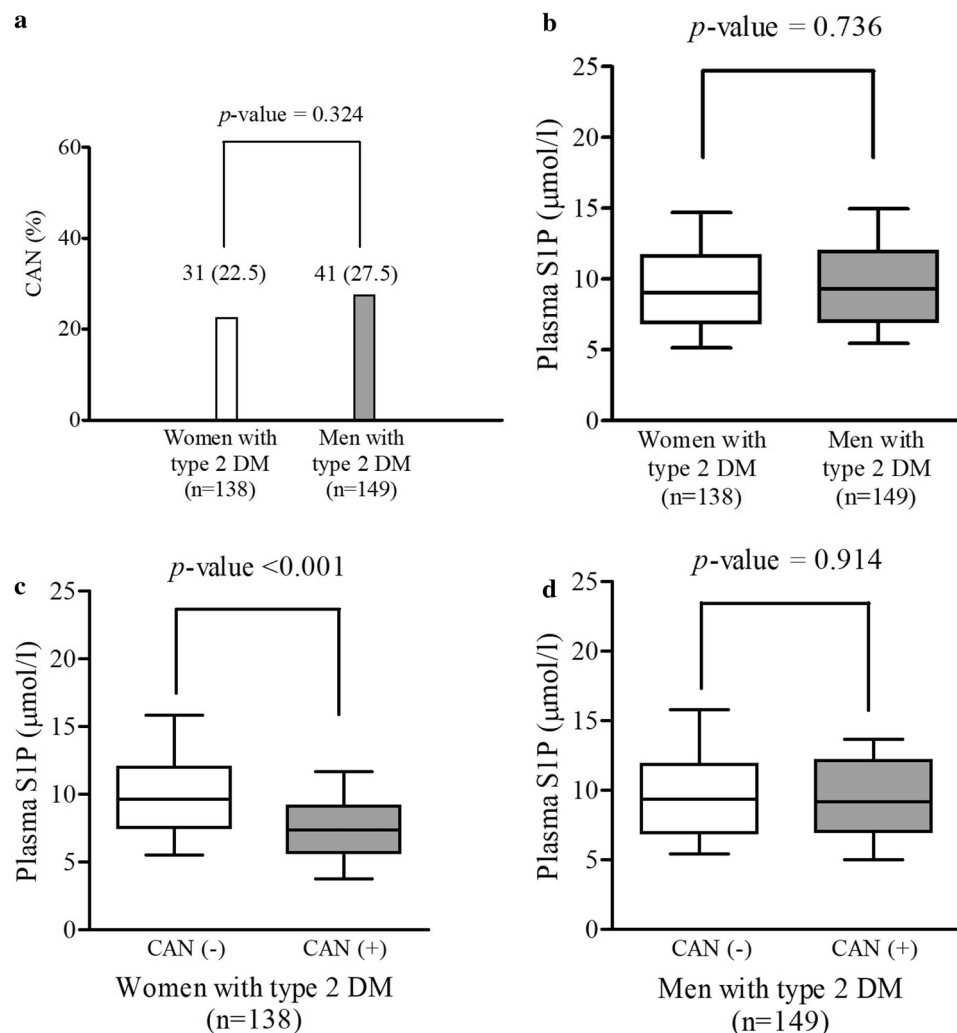 a
p-value = 0.324
60
40
20
0
CAN (%)
31 (22.5)
41 (27.5)
Women with
type 2 DM
(n=138)
Men with
type 2 DM
(n=149)
b
p-value = 0.736
25
20
15
10
5
0
Plasma S1P (μmol/l)
Women with
type 2 DM
(n=138)
Men with
type 2 DM
(n=149)
c
p-value <0.001
25
20
15
10
5
0
Plasma S1P (μmol/l)
CAN (-)
CAN (+)
Women with type 2 DM
(n=138)
d
p-value = 0.914
25
20
15
10
5
0
Plasma S1P (μmol/l)
CAN (-)
CAN (+)
Men with type 2 DM
(n=149)